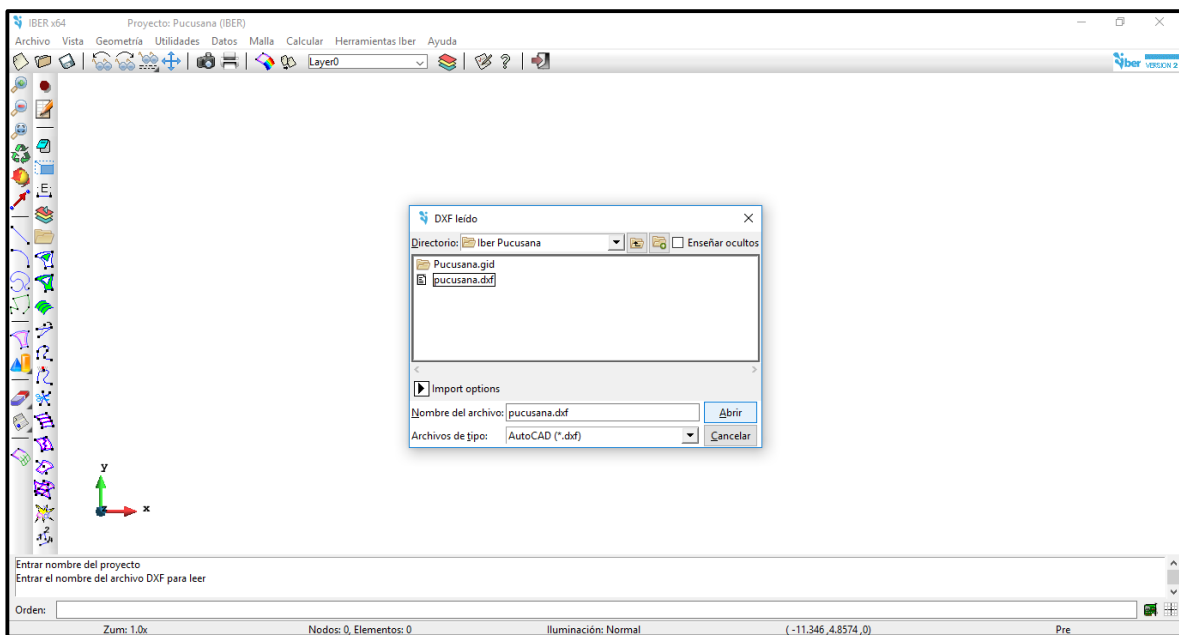 IBER x64 Proyecto: Pucusana (IBER)
Archivo Vista Geometría Utilidades Datos Malla Calcular Herramientas Iber Ayuda
Layer0
Iber VERSION 2
DXF leído
Directorio: Iber Pucusana Enseñar ocultos
Pucusana.gid
pucusana.dxf
Import options
Nombre del archivo: pucusana.dxf Abrir
Archivos de tipo: AutoCAD (*.dxf) Cancelar
y
x
Entrar nombre del proyecto
Entrar el nombre del archivo DXF para leer
Orden:
Zum: 1.0x Nodos: 0, Elementos: 0 Iluminación: Normal ( -11.346 ,4.8574 ,0) Pre